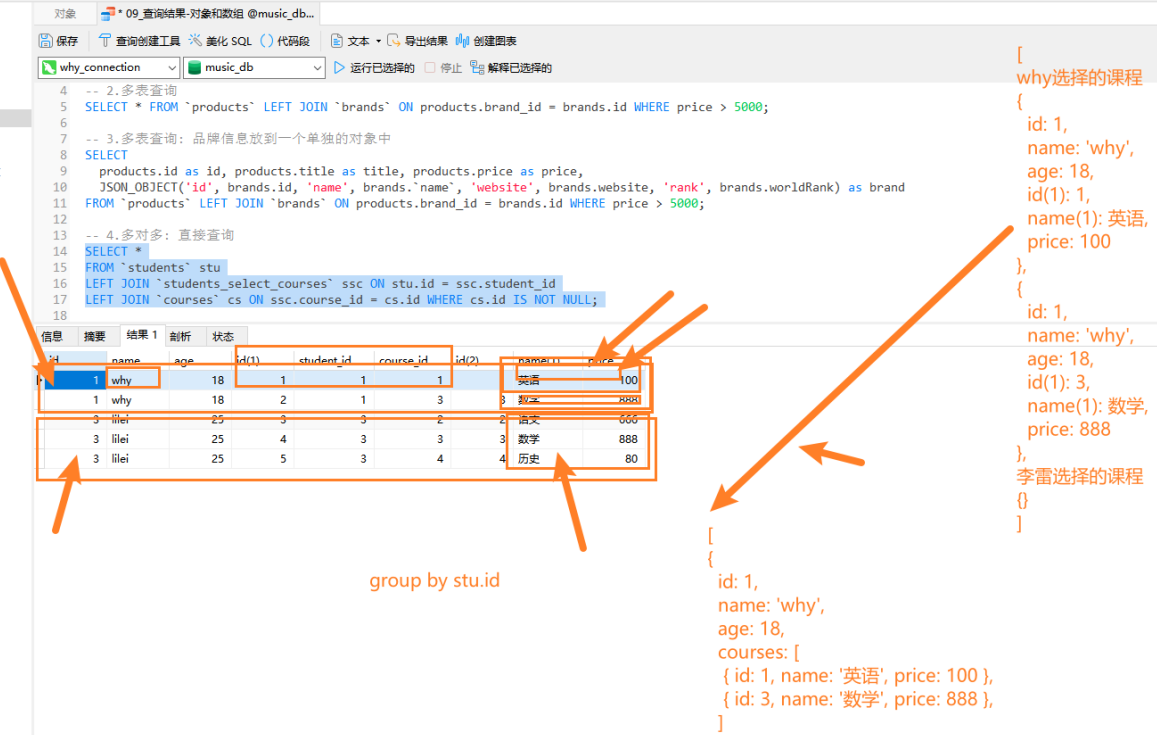 对象
* 09_查询结果-对象和数组 @music_db...
保存
查询创建工具
美化 SQL
代码段
文本
导出结果
创建图表
why_connection
music_db
运行已选择的
停止
解释已选择的
4 -- 2.多表查询
5 SELECT * FROM `products` LEFT JOIN `brands` ON products.brand_id = brands.id WHERE price > 5000;
6
7 -- 3.多表查询: 品牌信息放到一个单独的对象中
8 SELECT
9 products.id as id, products.title as title, products.price as price,
10 JSON_OBJECT('id', brands.id, 'name', brands.`name`, 'website', brands.website, 'rank', brands.worldRank) as brand
11 FROM `products` LEFT JOIN `brands` ON products.brand_id = brands.id WHERE price > 5000;
12
13 -- 4.多对多: 直接查询
14 SELECT *
15 FROM `students` stu
16 LEFT JOIN `students_select_courses` ssc ON stu.id = ssc.student_id
17 LEFT JOIN `courses` cs ON ssc.course_id = cs.id WHERE cs.id IS NOT NULL;
18
信息 摘要 结果 1 剖析 状态
id name age id(1) student_id course_id id(2) name(1) price
1 why 18 1 1 1 英语 100
1 why 18 2 1 3 3 数学 888
3 lilei 25 3 3 2 2 语文 666
3 lilei 25 4 3 3 3 数学 888
3 lilei 25 5 3 4 4 历史 80
group by stu.id
[
why选择的课程
{
id: 1,
name: 'why',
age: 18,
id(1): 1,
name(1): 英语,
price: 100
},
{
id: 1,
name: 'why',
age: 18,
id(1): 3,
name(1): 数学,
price: 888
},
李雷选择的课程
{}
]
[
{
id: 1,
name: 'why',
age: 18,
courses: [
{ id: 1, name: '英语', price: 100 },
{ id: 3, name: '数学', price: 888 },
]